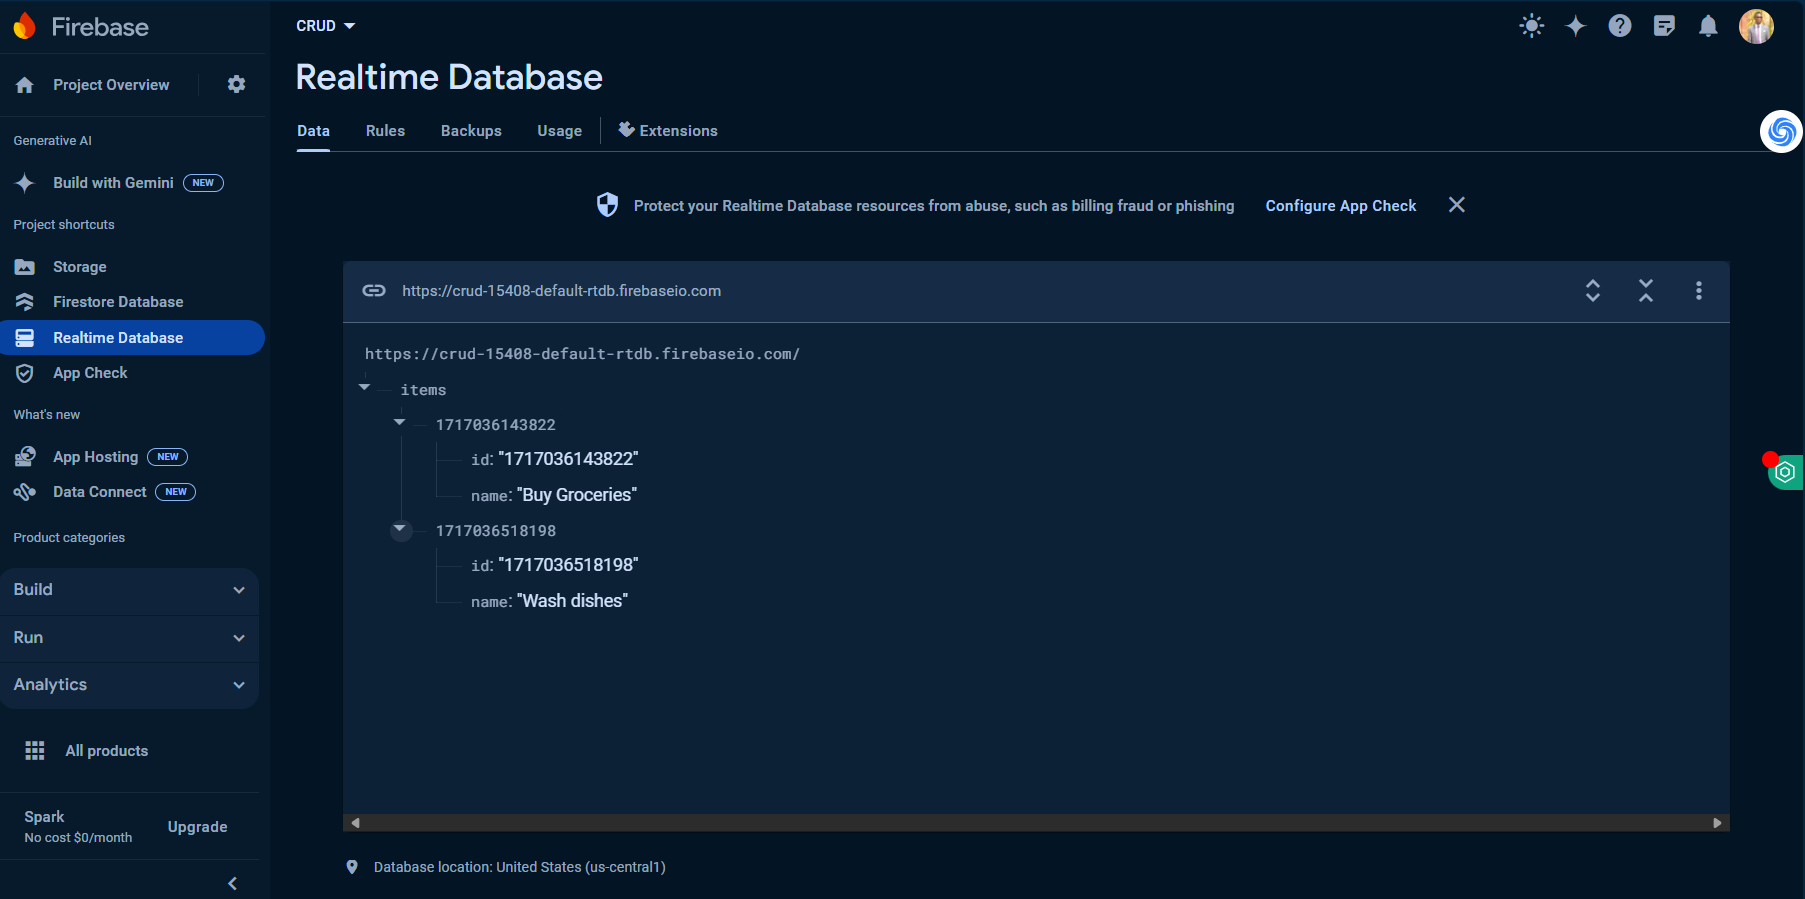 Firebase
Project Overview
Generative AI
Build with Gemini NEW
Project shortcuts
Storage
Firestore Database
Realtime Database
App Check
What's new
App Hosting NEW
Data Connect NEW
Product categories
Build
Run
Analytics
All products
Spark
No cost $0/month
Upgrade
CRUD
Realtime Database
Data Rules Backups Usage Extensions
Protect your Realtime Database resources from abuse, such as billing fraud or phishing Configure App Check
https://crud-15408-default-rtdb.firebaseio.com
https://crud-15408-default-rtdb.firebaseio.com/
items
1717036143822
id: "1717036143822"
name: "Buy Groceries"
1717036518198
id: "1717036518198"
name: "Wash dishes"
Database location: United States (us-central1)